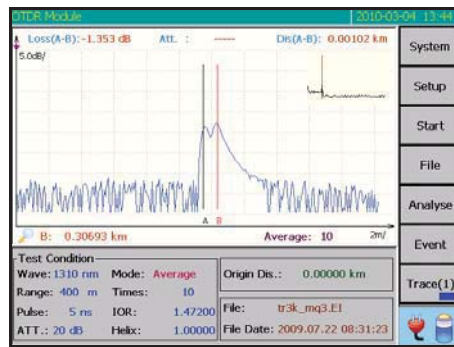 OTDR Module 2010-03-04 13:44
Loss(A-B):-1.353 dB Att. : ----- Dis(A-B): 0.00102 km
5.0dB/
A B
B: 0.30693 km Average: 10 2m/
Test Condition
Wave: 1310 nm Mode: Average
Range: 400 m Times: 10
Pulse: 5 ns IOR: 1.47200
ATT.: 20 dB Helix: 1.00000
Origin Dis.: 0.00000 km
File: tr3k_mq3.EI
File Date: 2009.07.22 08:31:23
System
Setup
Start
File
Analyse
Event
Trace(1)